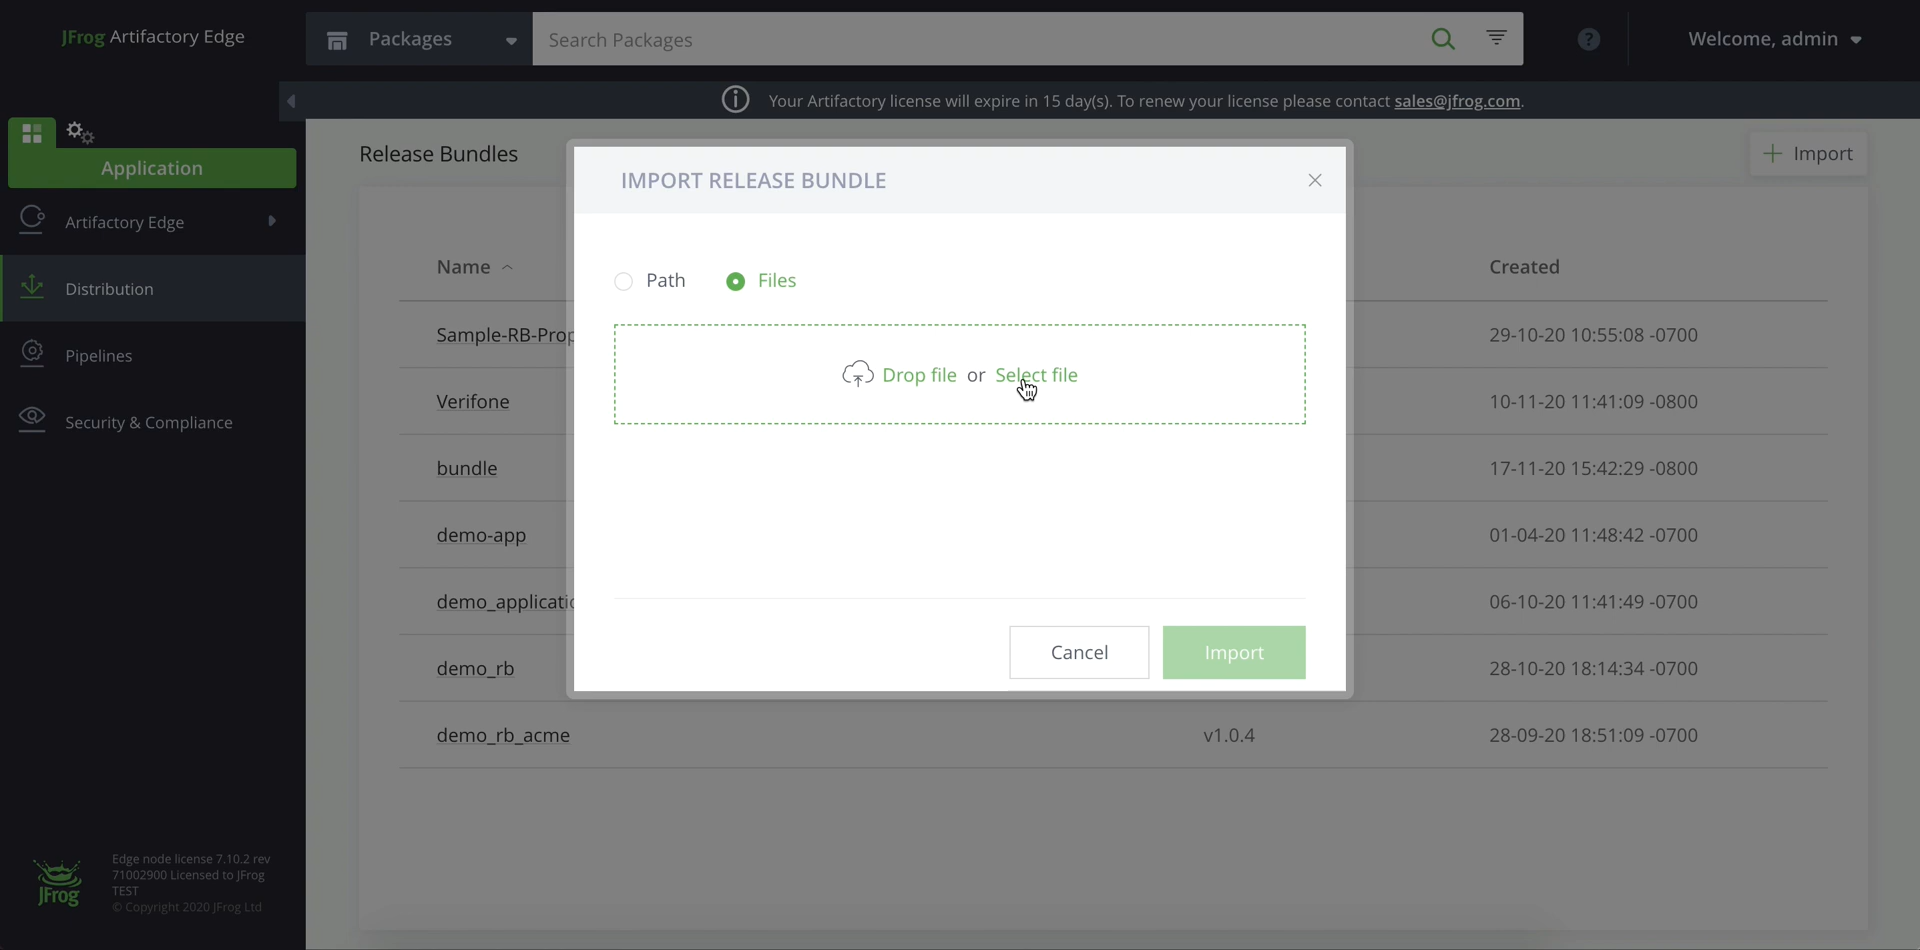 JFrog Artifactory Edge
Packages
Search Packages
?
Welcome, admin
Your Artifactory license will expire in 15 day(s). To renew your license please contact sales@jfrog.com.
Application
Artifactory Edge
Distribution
Pipelines
Security & Compliance
Release Bundles
Import
Name
Created
Sample-RB-Prop
29-10-20 10:55:08 -0700
Verifone
10-11-20 11:41:09 -0800
bundle
17-11-20 15:42:29 -0800
demo-app
01-04-20 11:48:42 -0700
demo_applicatio
06-10-20 11:41:49 -0700
demo_rb
28-10-20 18:14:34 -0700
demo_rb_acme
v1.0.4
28-09-20 18:51:09 -0700
IMPORT RELEASE BUNDLE
Path
Files
Drop file or Select file
Cancel
Import
JFrog
Edge node license 7.10.2 rev
71002900 Licensed to JFrog
TEST
© Copyright 2020 JFrog Ltd